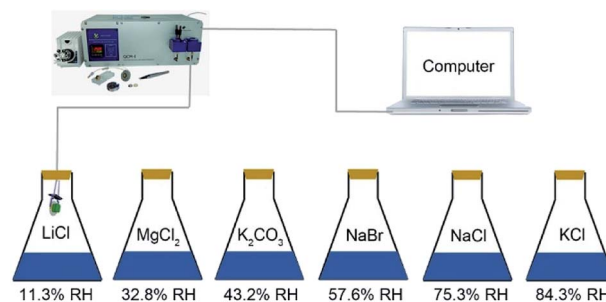 Computer
LiCl
MgCl₂
K₂CO₃
NaBr
NaCl
KCl
11.3% RH
32.8% RH
43.2% RH
57.6% RH
75.3% RH
84.3% RH